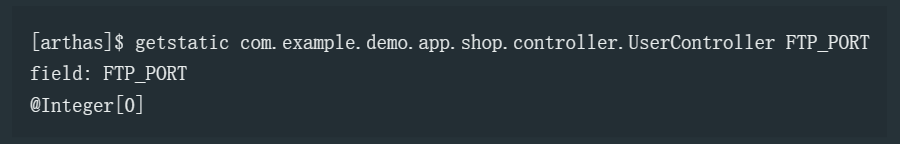 [arthas]$ getstatic com.example.demo.app.shop.controller.UserController FTP_PORT
field: FTP_PORT
@Integer[0]